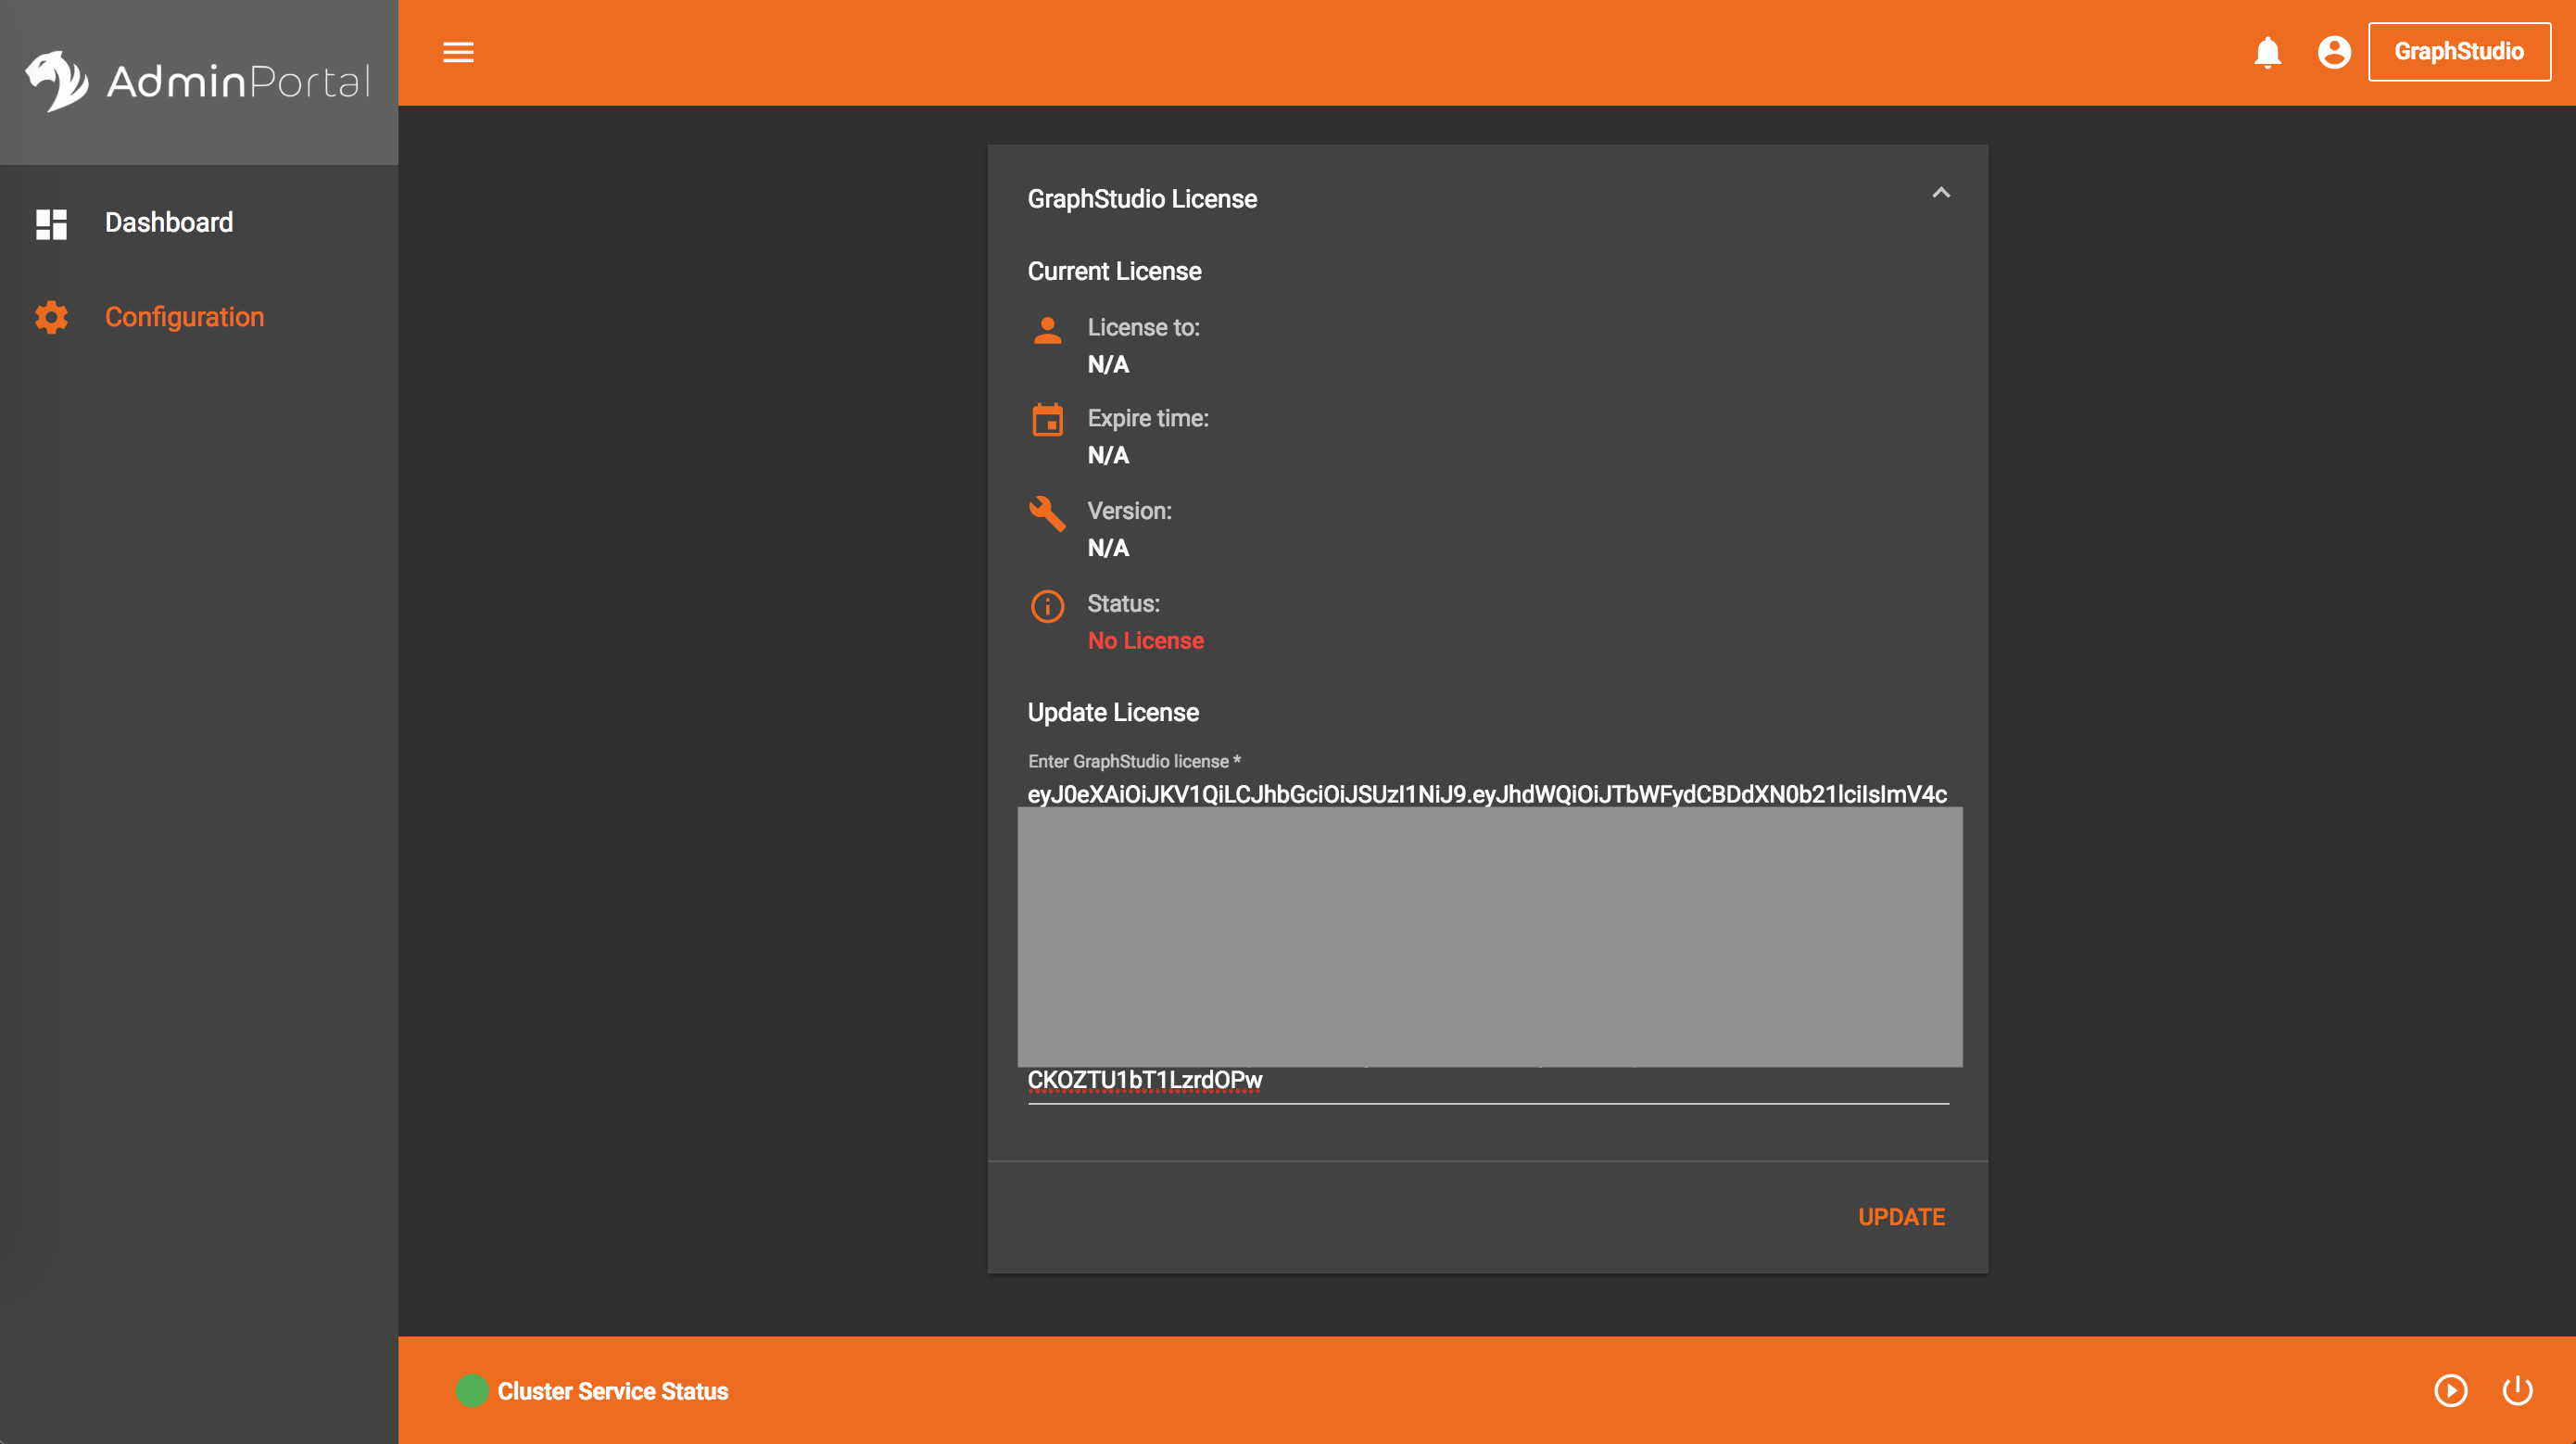 AdminPortal
GraphStudio
Dashboard
Configuration
GraphStudio License
Current License
License to:
N/A
Expire time:
N/A
Version:
N/A
Status:
No License
Update License
Enter GraphStudio license *
eyJ0eXAiOiJKV1QiLCJhbGciOiJSUzI1NiJ9.eyJhdWQiOiJTbWFydCBDdXN0b21lciIsImV4c
CKOZTU1bT1LzrdOPw
UPDATE
Cluster Service Status